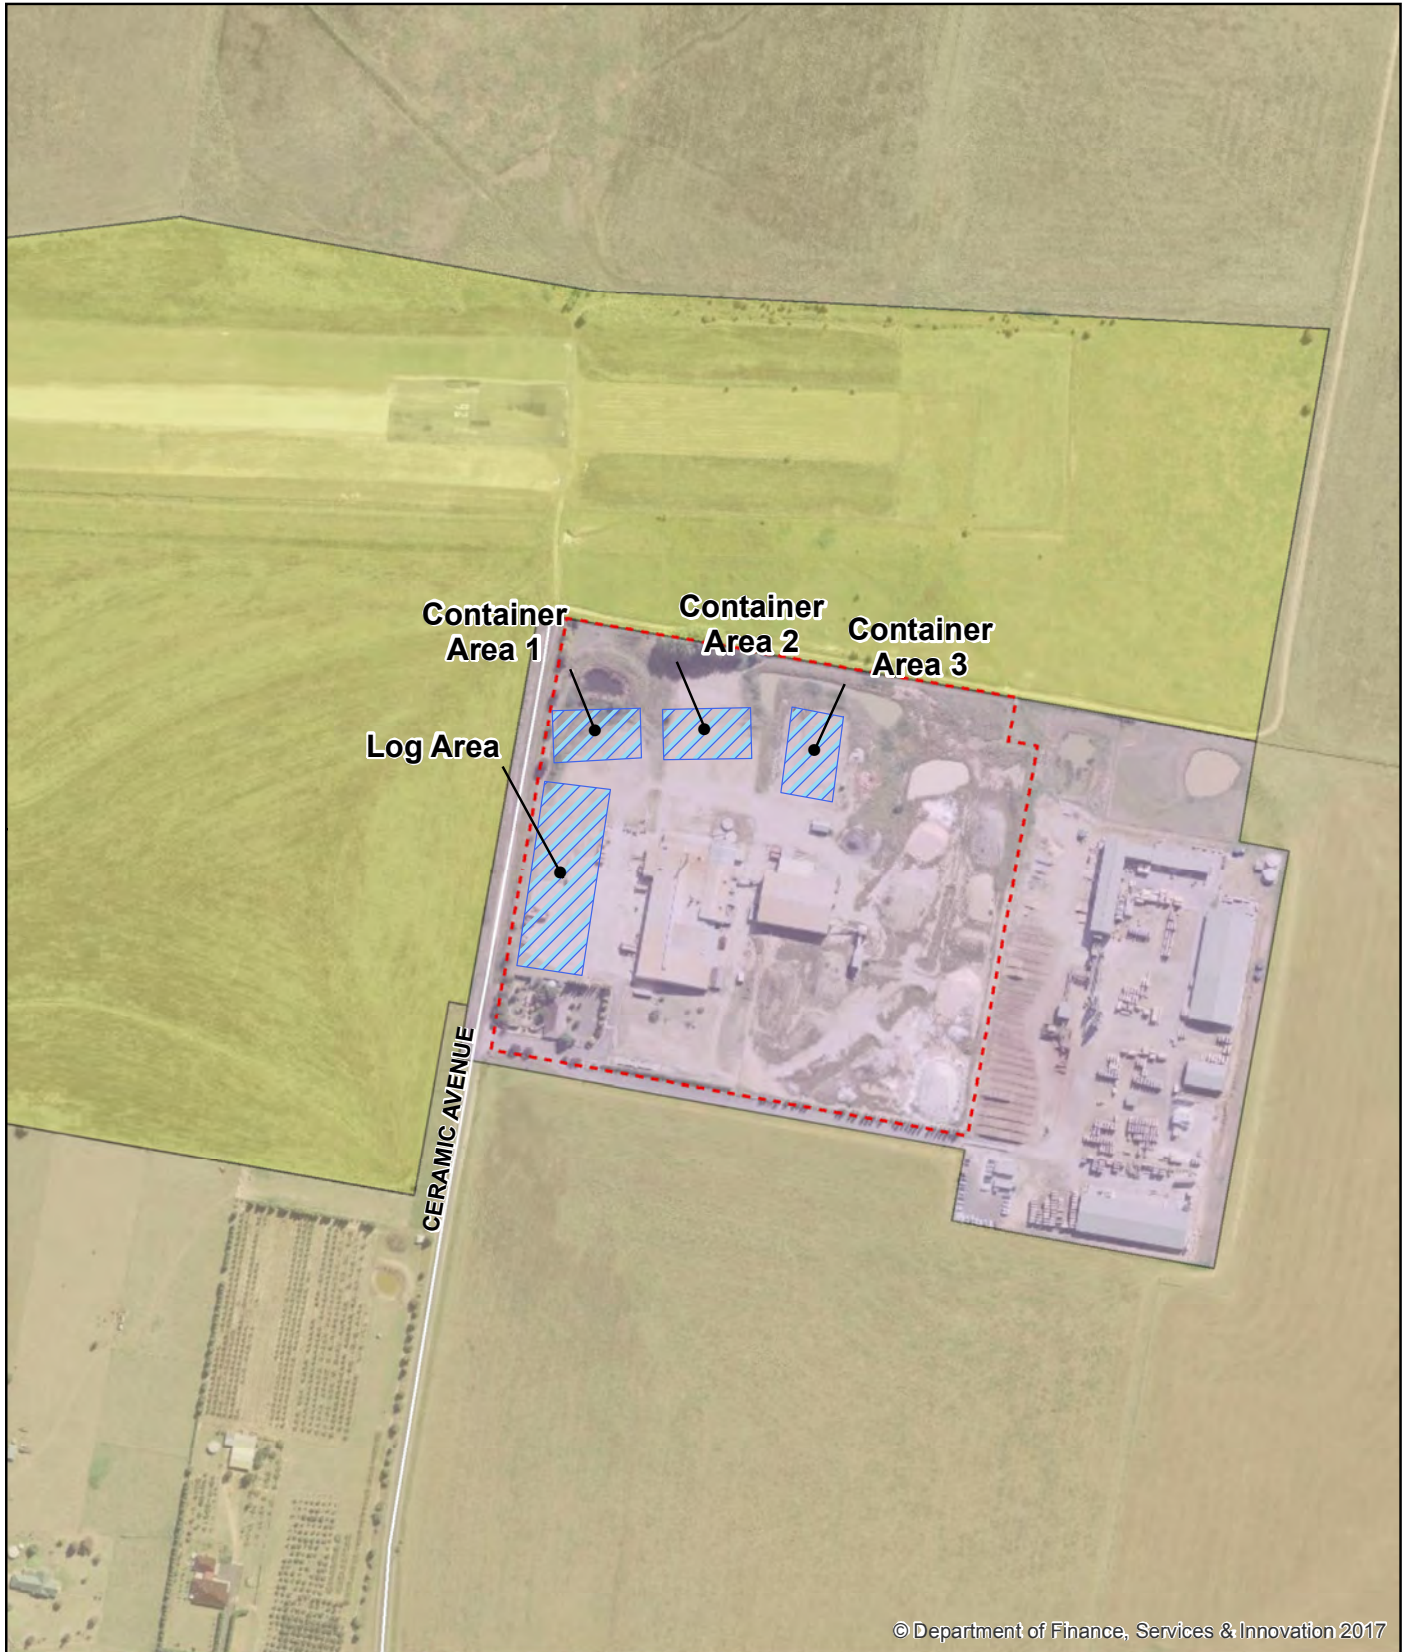 Container
Area 1
Container
Area 2
Container
Area 3
Log Area
CERAMIC AVENUE
© Department of Finance, Services & Innovation 2017